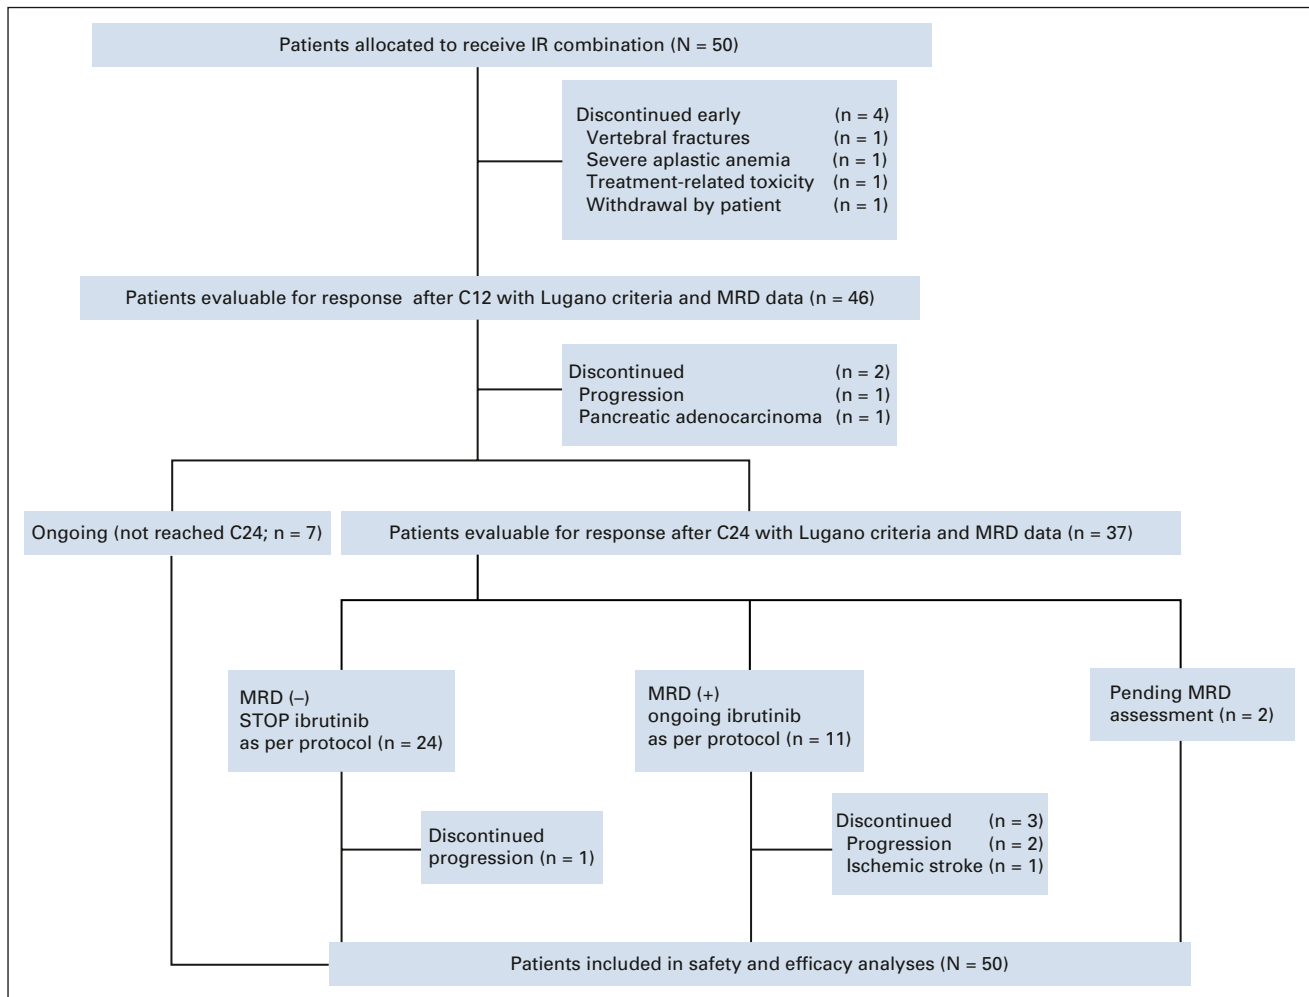 Patients allocated to receive IR combination (N = 50)
Discontinued early (n = 4)
Vertebral fractures (n = 1)
Severe aplastic anemia (n = 1)
Treatment-related toxicity (n = 1)
Withdrawal by patient (n = 1)
Patients evaluable for response after C12 with Lugano criteria and MRD data (n = 46)
Discontinued (n = 2)
Progression (n = 1)
Pancreatic adenocarcinoma (n = 1)
Ongoing (not reached C24; n = 7)
Patients evaluable for response after C24 with Lugano criteria and MRD data (n = 37)
MRD (–)
STOP ibrutinib
as per protocol (n = 24)
MRD (+)
ongoing ibrutinib
as per protocol (n = 11)
Pending MRD
assessment (n = 2)
Discontinued
progression (n = 1)
Discontinued (n = 3)
Progression (n = 2)
Ischemic stroke (n = 1)
Patients included in safety and efficacy analyses (N = 50)